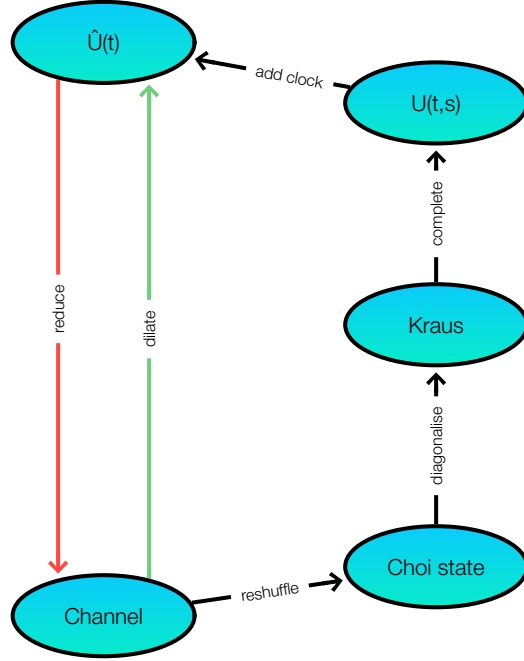 Û(t)
add clock
U(t,s)
complete
reduce
dilate
Kraus
diagonalise
Choi state
reshuffle
Channel